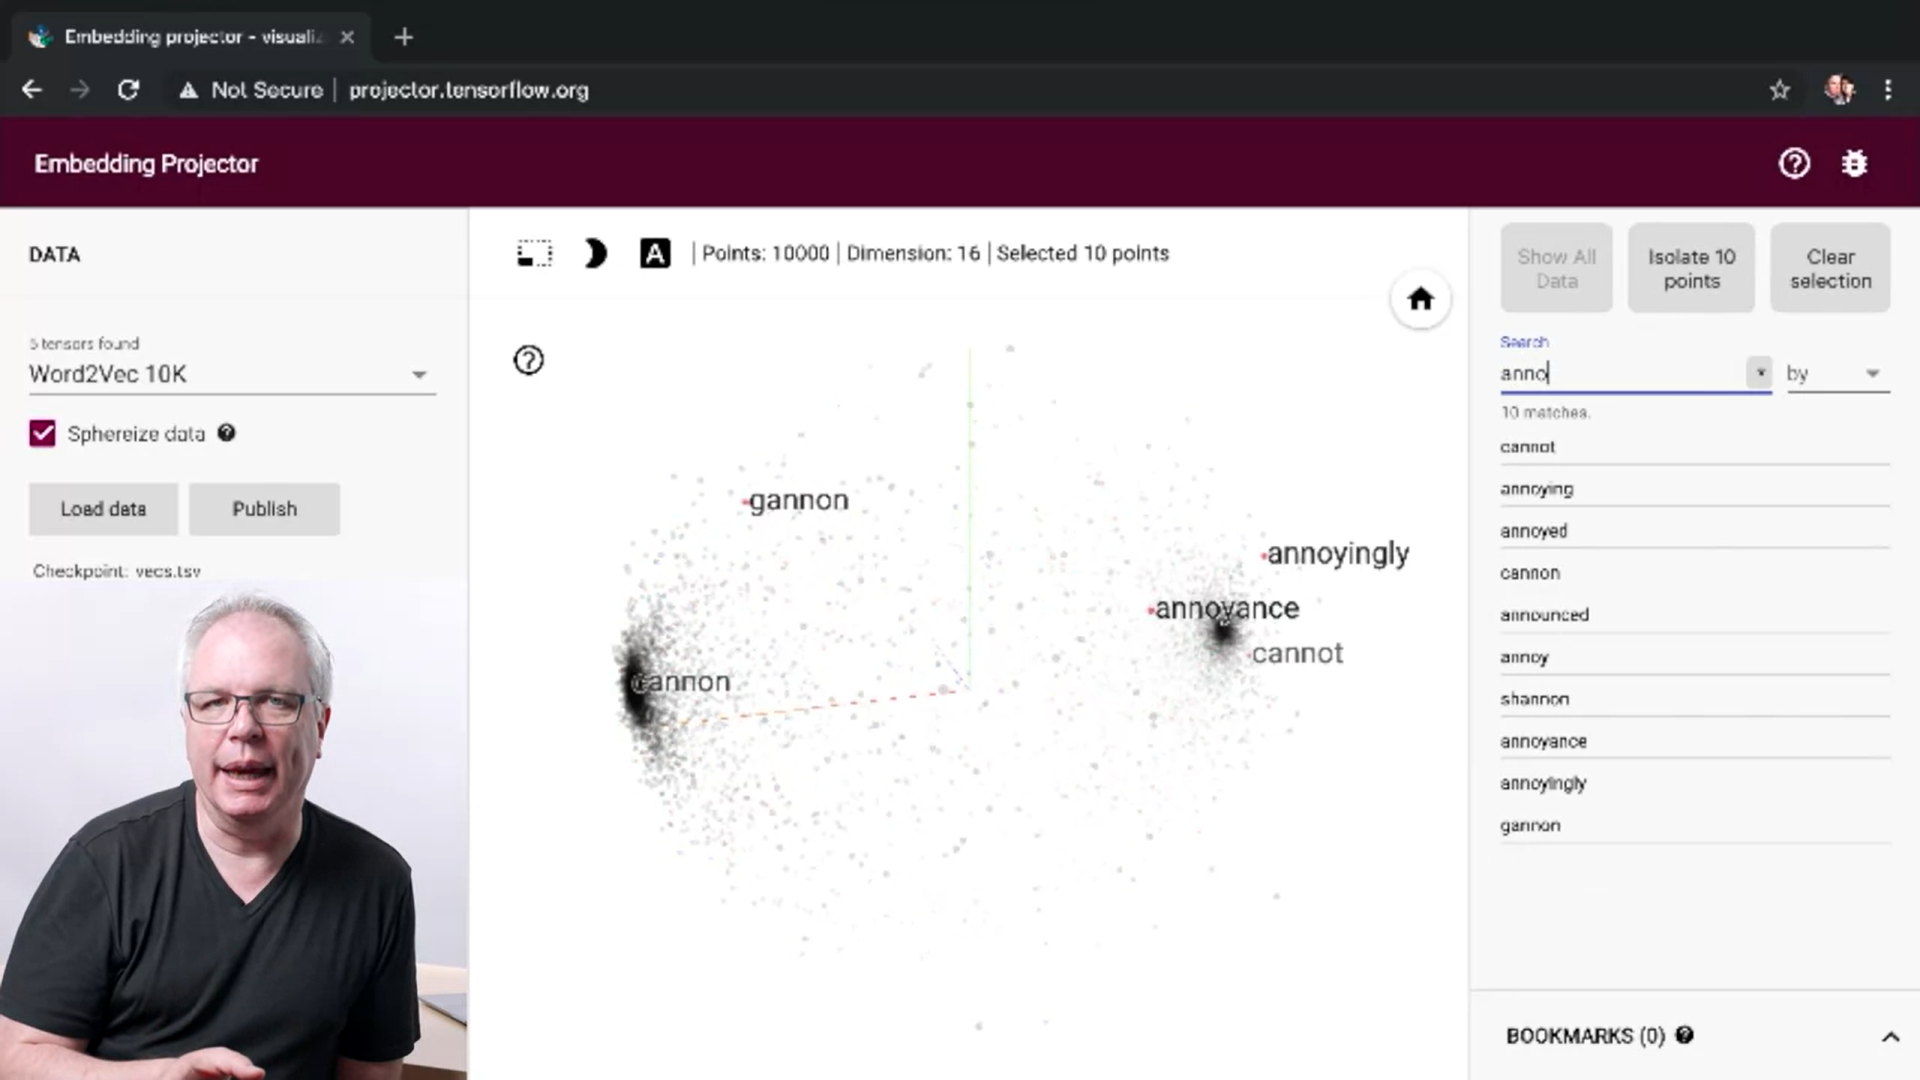 Embedding projector - visualiz
Not Secure | projector.tensorflow.org
Embedding Projector
DATA
5 tensors found
Word2Vec 10K
Sphereize data
Load data
Publish
Checkpoint: vecs.tsv
A | Points: 10000 | Dimension: 16 | Selected 10 points
gannon
annoyingly
annoyance
cannot
cannon
Show All
Data
Isolate 10
points
Clear
selection
Search
anno
.*
by
10 matches.
cannot
annoying
annoyed
cannon
announced
annoy
shannon
annoyance
annoyingly
gannon
BOOKMARKS (0)